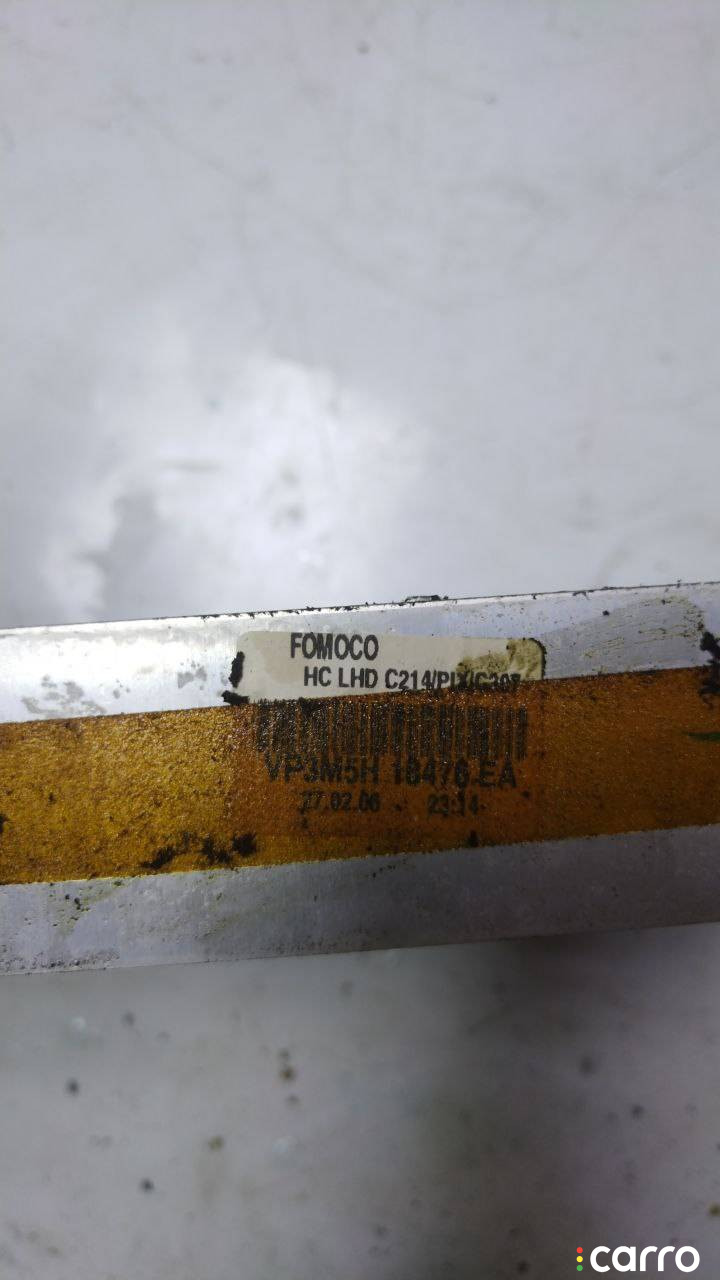 FOMOCO
HC LHD C214/PIX/C307
VP3M5H 18476 EA
27.02.06 23:14
carro